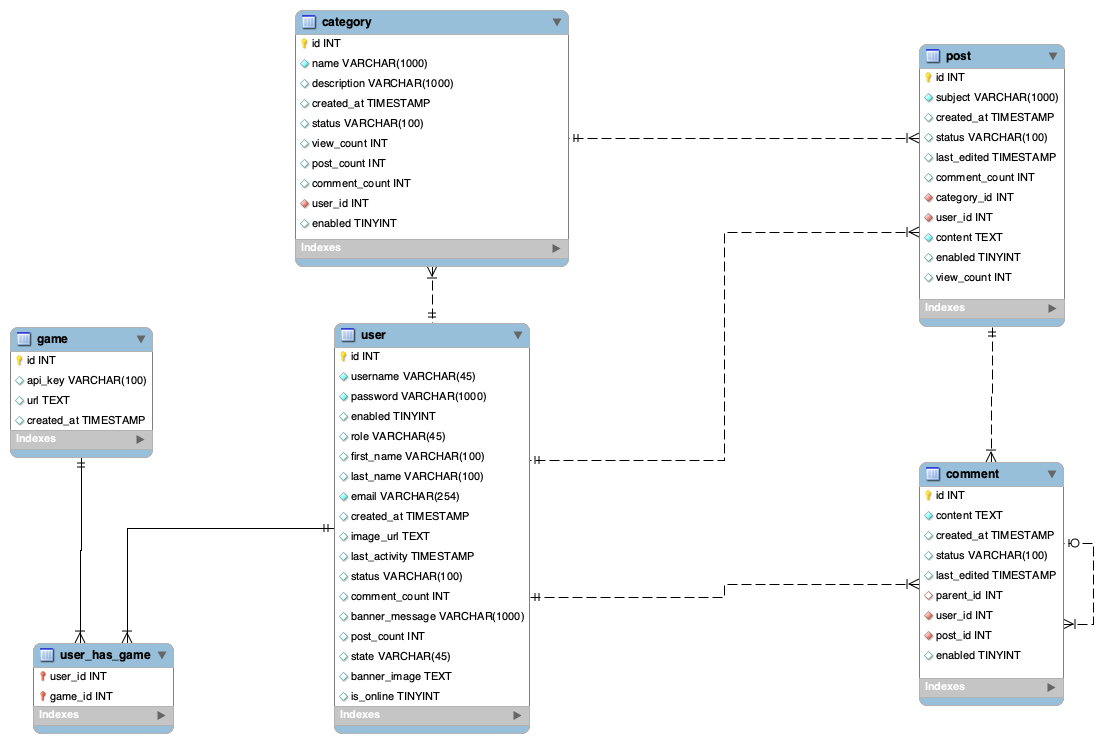 category
id INT
name VARCHAR(1000)
description VARCHAR(1000)
created_at TIMESTAMP
status VARCHAR(100)
view_count INT
post_count INT
comment_count INT
user_id INT
enabled TINYINT
Indexes
post
id INT
subject VARCHAR(1000)
created_at TIMESTAMP
status VARCHAR(100)
last_edited TIMESTAMP
comment_count INT
category_id INT
user_id INT
content TEXT
enabled TINYINT
view_count INT
Indexes
game
id INT
api_key VARCHAR(100)
url TEXT
created_at TIMESTAMP
Indexes
user
id INT
username VARCHAR(45)
password VARCHAR(1000)
enabled TINYINT
role VARCHAR(45)
first_name VARCHAR(100)
last_name VARCHAR(100)
email VARCHAR(254)
created_at TIMESTAMP
image_url TEXT
last_activity TIMESTAMP
status VARCHAR(100)
comment_count INT
banner_message VARCHAR(1000)
post_count INT
state VARCHAR(45)
banner_image TEXT
is_online TINYINT
Indexes
comment
id INT
content TEXT
created_at TIMESTAMP
status VARCHAR(100)
last_edited TIMESTAMP
parent_id INT
user_id INT
post_id INT
enabled TINYINT
Indexes
user_has_game
user_id INT
game_id INT
Indexes